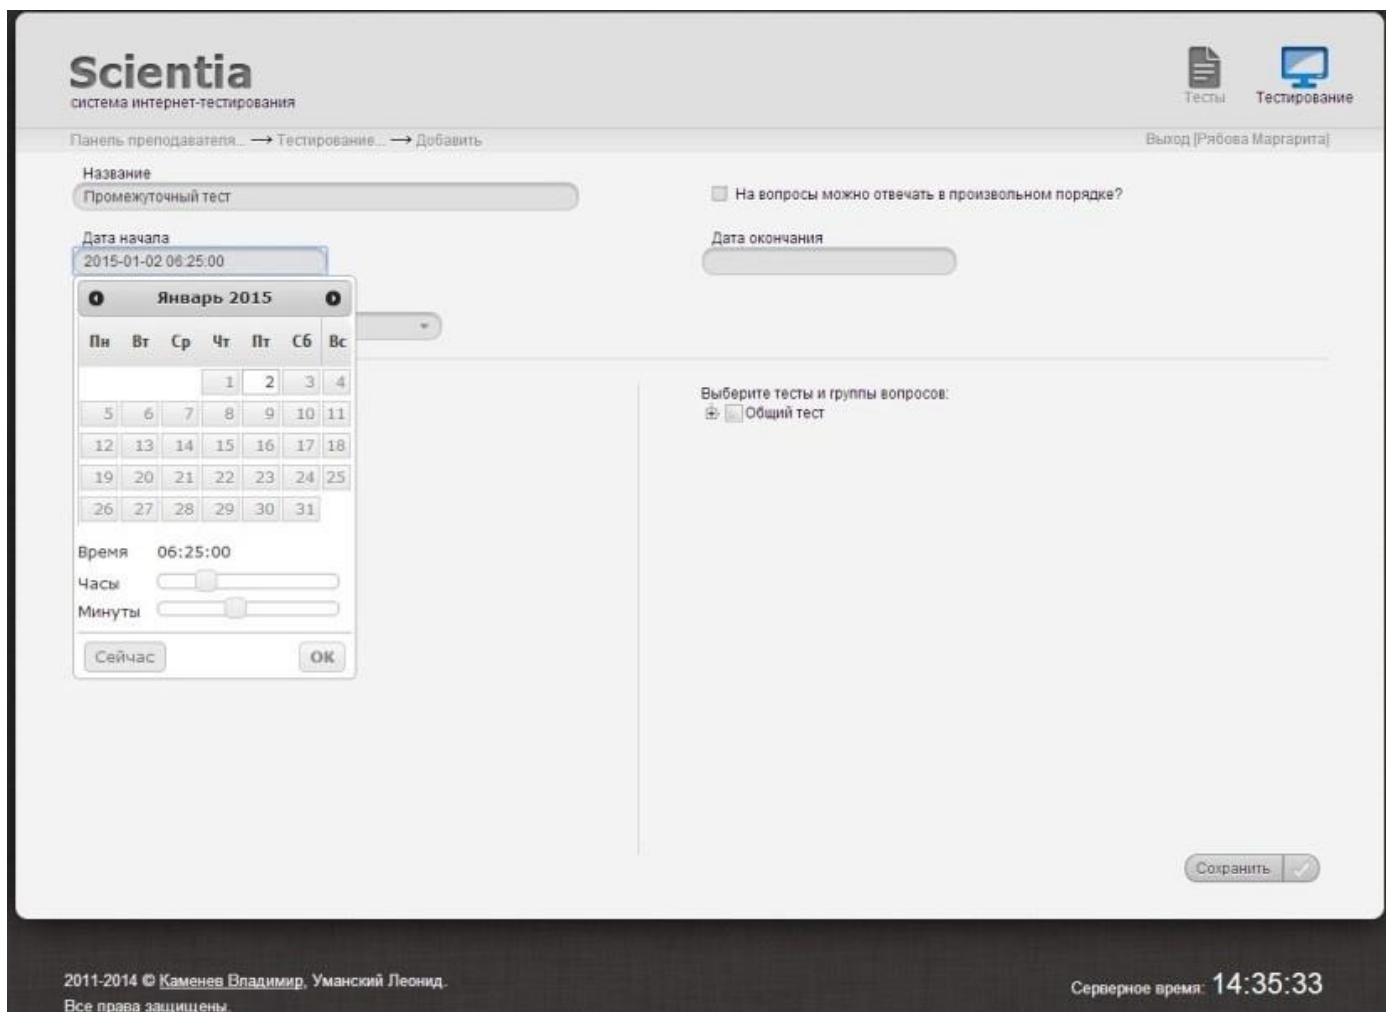 Scientia
система интернет-тестирования
Тесты
Тестирование
Панель преподавателя... → Тестирование... → Добавить
Выход [Рябова Маргарита]
Название
Промежуточный тест
На вопросы можно отвечать в произвольном порядке?
Дата начала
Дата окончания
2015-01-02 06:25:00
Январь 2015
Пн Вт Ср Чт Пт Сб Вс
1 2 3 4
5 6 7 8 9 10 11
12 13 14 15 16 17 18
19 20 21 22 23 24 25
26 27 28 29 30 31
Время 06:25:00
Часы
Минуты
Сейчас
ОК
Выберите тесты и группы вопросов:
Общий тест
Сохранить
2011-2014 © Каменев Владимир, Уманский Леонид.
Все права защищены.
Серверное время: 14:35:33